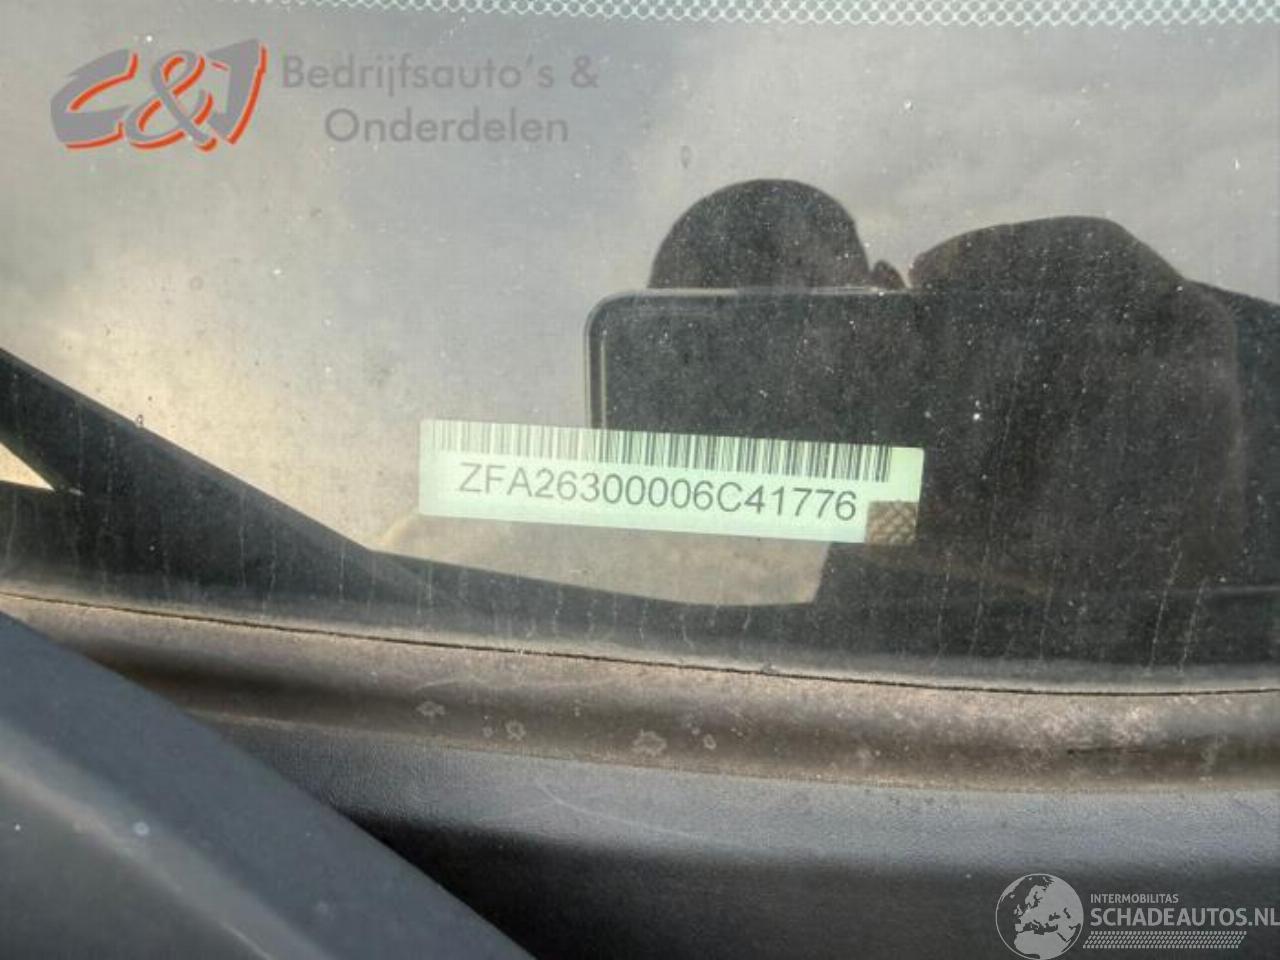 C&J Bedrijfsauto's &
Onderdelen
ZFA26300006C41776
INTERMOBILITAS
SCHADEAUTOS.NL